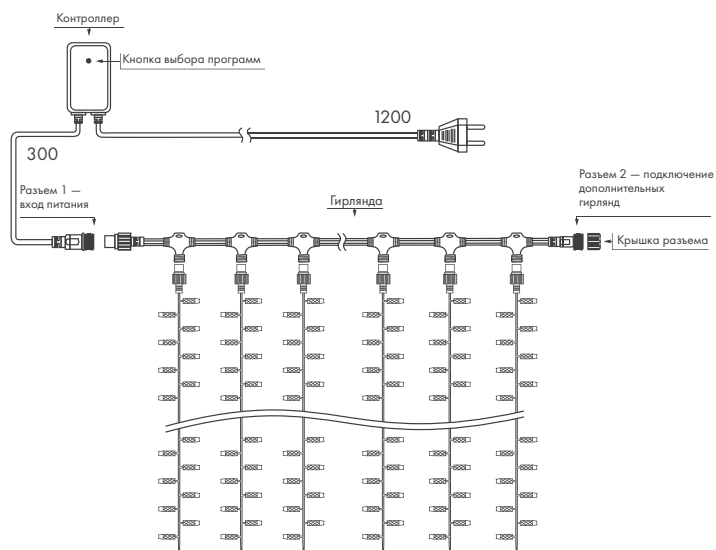 Контроллер
Кнопка выбора программ
1200
300
Разъем 1 —
вход питания
Гирлянда
Разъем 2 — подключение
дополнительных
гирлянд
Крышка разъема